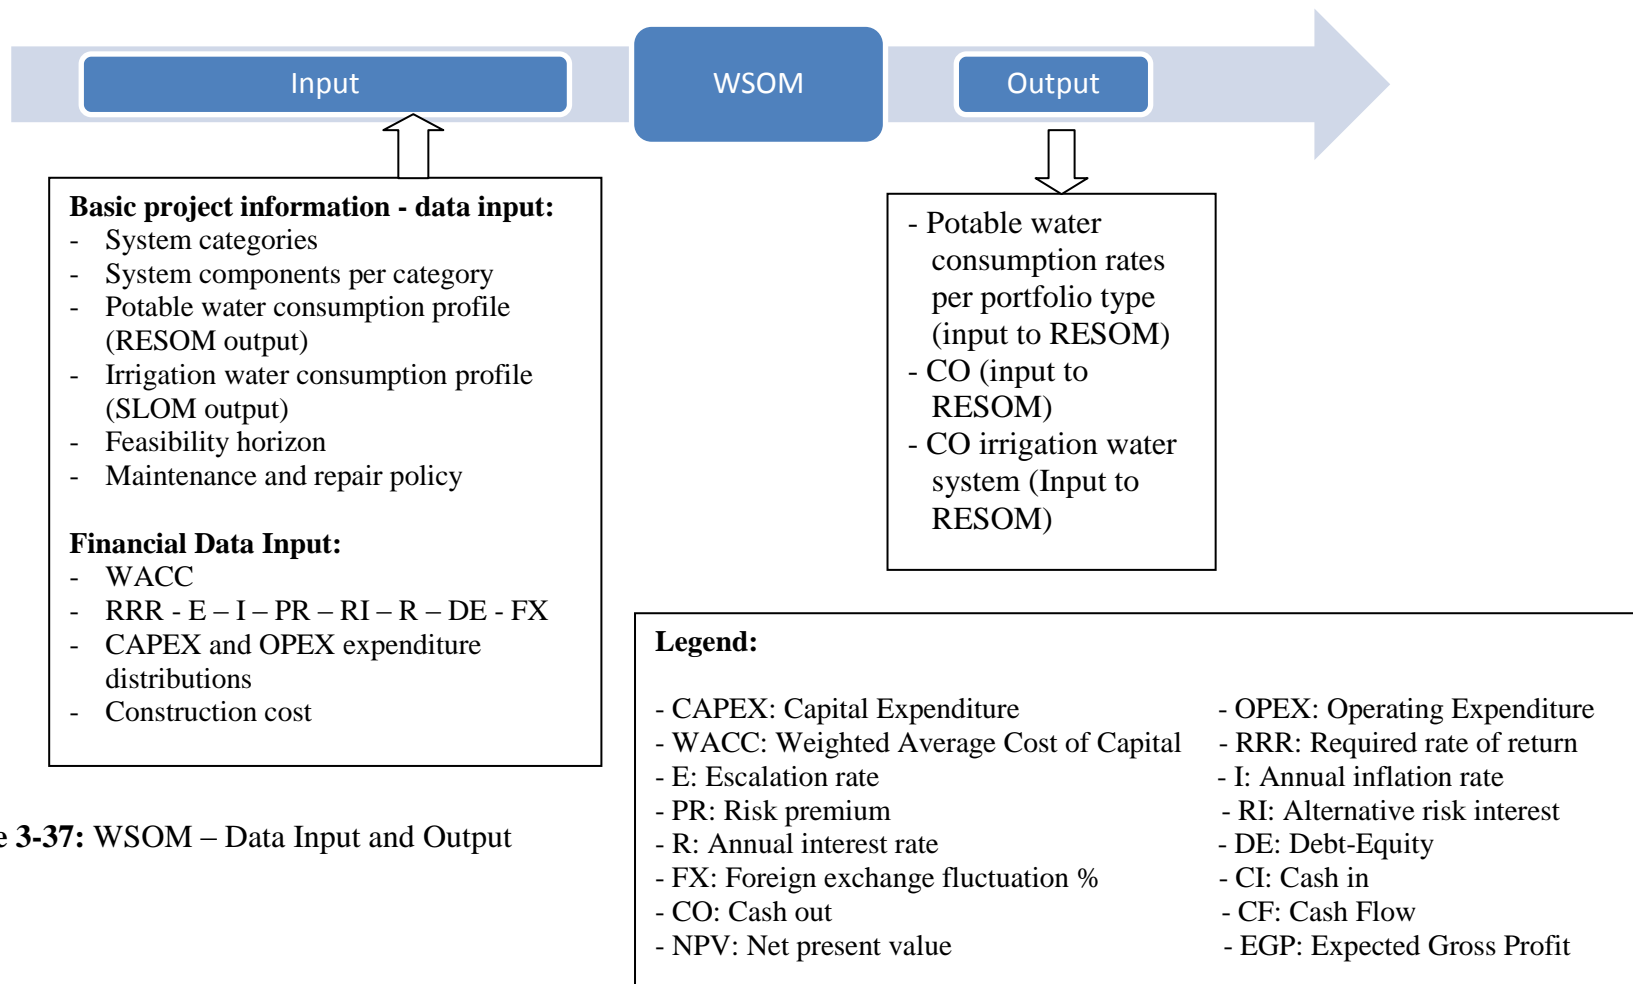 Input
WSOM
Output
Basic project information - data input:
- System categories
- System components per category
- Potable water consumption profile
(RESOM output)
- Irrigation water consumption profile
(SLOM output)
- Feasibility horizon
- Maintenance and repair policy
Financial Data Input:
- WACC
- RRR - E – I – PR – RI – R – DE - FX
- CAPEX and OPEX expenditure
distributions
- Construction cost
- Potable water
consumption rates
per portfolio type
(input to RESOM)
- CO (input to
RESOM)
- CO irrigation water
system (Input to
RESOM)
e 3-37: WSOM – Data Input and Output
Legend:
- CAPEX: Capital Expenditure
- WACC: Weighted Average Cost of Capital
- E: Escalation rate
- PR: Risk premium
- R: Annual interest rate
- FX: Foreign exchange fluctuation %
- CO: Cash out
- NPV: Net present value
- OPEX: Operating Expenditure
- RRR: Required rate of return
- I: Annual inflation rate
- RI: Alternative risk interest
- DE: Debt-Equity
- CI: Cash in
- CF: Cash Flow
- EGP: Expected Gross Profit